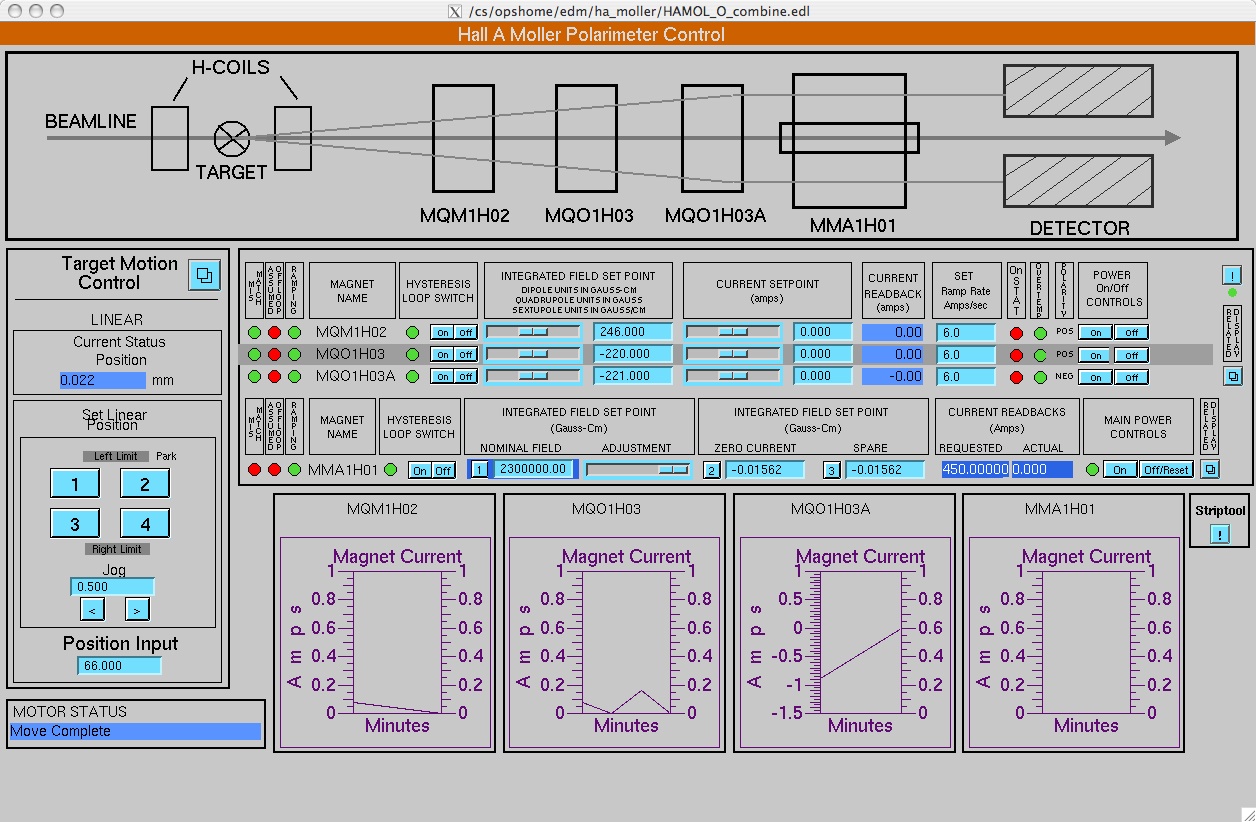 X /cs/opshome/edm/ha_moller/HAMOL_O_combine.edl
Hall A Moller Polarimeter Control
H-COILS
BEAMLINE
TARGET
MQM1H02
MQO1H03
MQO1H03A
MMA1H01
DETECTOR
Target Motion
Control
LINEAR
Current Status
Position
0.022 mm
Set Linear
Position
Left Limit Park
1 2
3 4
Right Limit
Jog
0.500
< >
Position Input
66.000
MOTOR STATUS
Move Complete
MIS MATCH
ASSUMED OFFLOOP
RAMPING
MAGNET
NAME
HYSTERESIS
LOOP SWITCH
INTEGRATED FIELD SET POINT
DIPOLE UNITS IN GAUSS-CM
QUADRUPOLE UNITS IN GAUSS
SEXTUPOLE UNITS IN GAUSS/CM
CURRENT SETPOINT
(amps)
CURRENT
READBACK
(amps)
SET
Ramp Rate
Amps/sec
On STAT
OVERTEMP
POLARITY
POWER
On/Off
CONTROLS
!
RELATED DISPLAY
MQM1H02 On Off 246.000 0.000 0.00 6.0 POS On Off
MQO1H03 On Off -220.000 0.000 0.00 6.0 POS On Off
MQO1H03A On Off -221.000 0.000 -0.00 6.0 NEG On Off
MIS MATCH
ASSUMED OFFLOOP
RAMPING
MAGNET
NAME
HYSTERESIS
LOOP SWITCH
INTEGRATED FIELD SET POINT
(Gauss-Cm)
NOMINAL FIELD ADJUSTMENT
INTEGRATED FIELD SET POINT
(Gauss-Cm)
ZERO CURRENT SPARE
CURRENT READBACKS
(Amps)
REQUESTED ACTUAL
MAIN POWER
CONTROLS
RELATED DISPLAY
MMA1H01 On Off 1 2300000.00 2 -0.01562 3 -0.01562 450.00000 0.000 On Off/Reset
MQM1H02
Magnet Current
Amps
1 1
0.8 0.8
0.6 0.6
0.4 0.4
0.2 0.2
0 0
Minutes
MQO1H03
Magnet Current
Amps
1 1
0.8 0.8
0.6 0.6
0.4 0.4
0.2 0.2
0 0
Minutes
MQO1H03A
Magnet Current
Amps
1 1
0.5 0.8
0 0.6
-0.5 0.4
-1 0.2
-1.5 0
Minutes
MMA1H01
Magnet Current
Amps
1 1
0.8 0.8
0.6 0.6
0.4 0.4
0.2 0.2
0 0
Minutes
Striptool
!